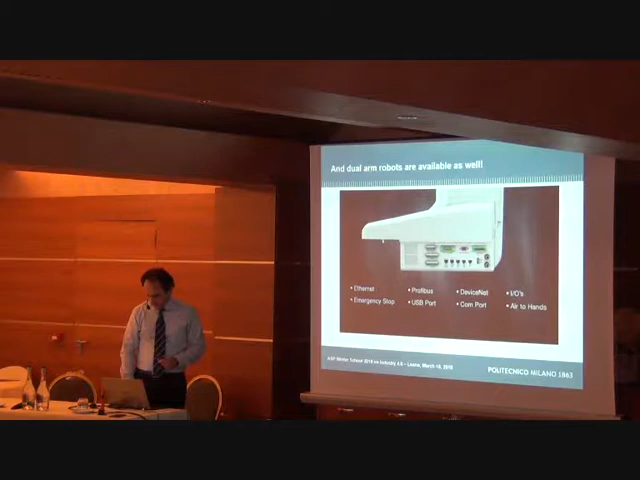 And dual arm robots are available as well!
• Ethernet • Profibus • DeviceNet • I/O's
• Emergency Stop • USB Port • Com Port • Air to Hands
POLITECNICO MILANO 1863